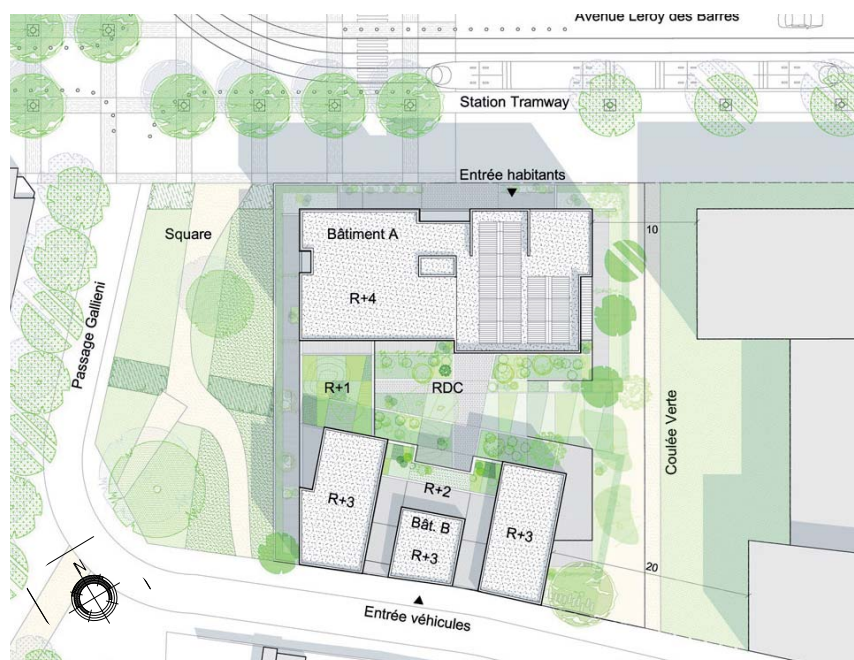 Avenue Leroy des Barres
Station Tramway
Entrée habitants
Square
Bâtiment A
10
R+4
Passage Gallieni
R+1
RDC
Coulée Verte
R+3
R+2
Bât. B
R+3
R+3
20
N
Entrée véhicules